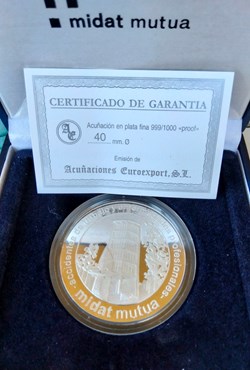 midat mutua
CERTIFICADO DE GARANTIA
Acuñación en plata fina 999/1000 «proof»
40 mm. Ø
Emisión de
Acuñaciones Euroexport, S.L.
midat mutua